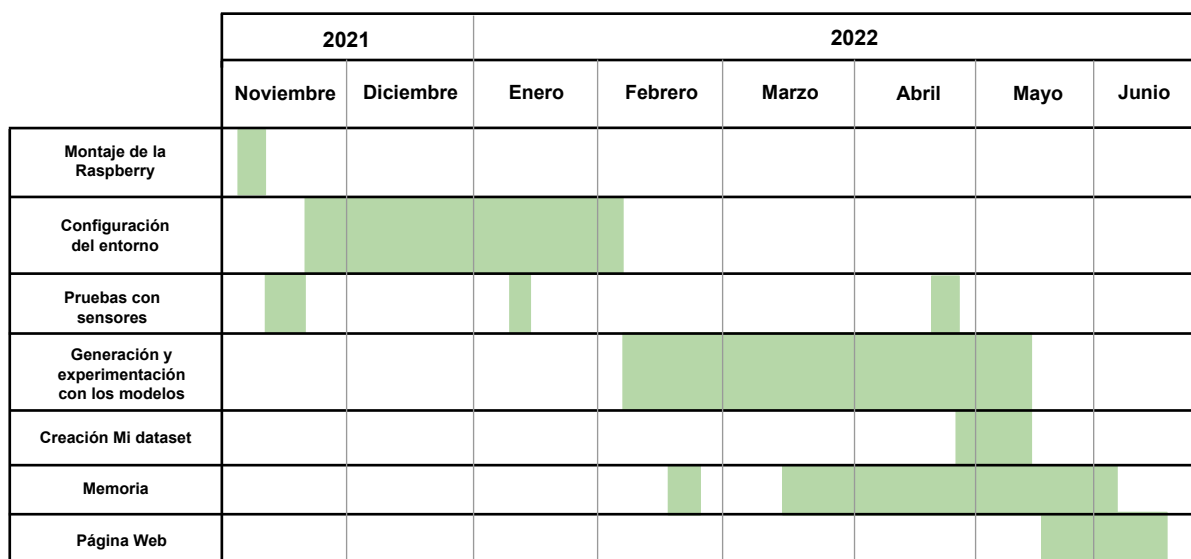 2021 2022
Noviembre Diciembre Enero Febrero Marzo Abril Mayo Junio
Montaje de la
Raspberry
Configuración
del entorno
Pruebas con
sensores
Generación y
experimentación
con los modelos
Creación Mi dataset
Memoria
Página Web